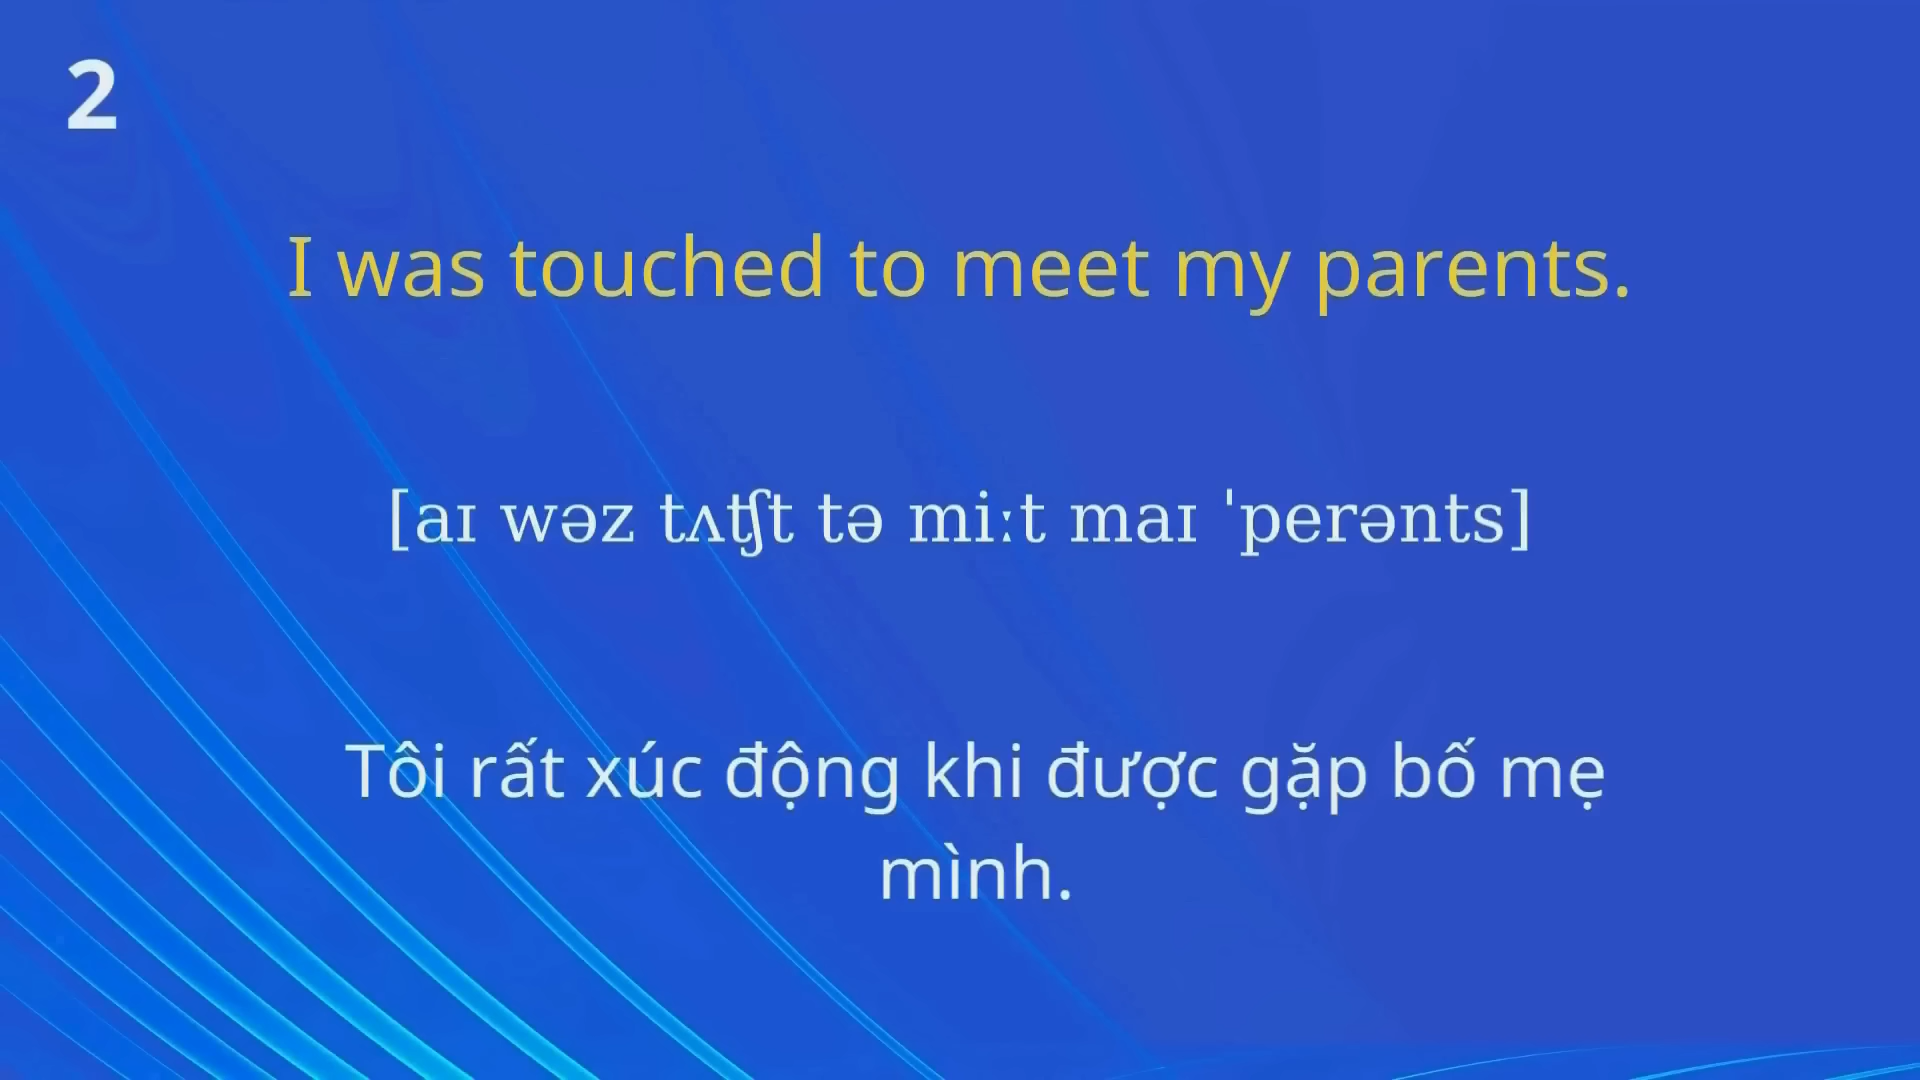 2
I was touched to meet my parents.
[aɪ wəz tʌʧt tə miːt maɪ ˈperənts]
Tôi rất xúc động khi được gặp bố mẹ
mình.